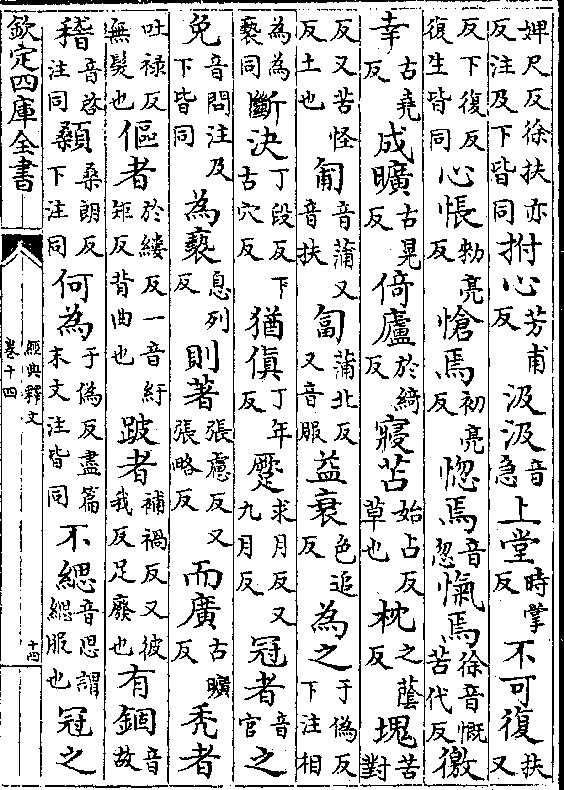 婢尺反徐扶亦反注及下皆同拊心芳甫反汲汲音急上堂時掌反不可復扶又
反下復反復生皆同心悵勑亮反愴焉初亮反惚焉音忽愾焉徐音慨苦代反徼
幸古堯反成曠古晃反倚廬於綺反寢苫始占反草也枕之蔭反塊苦對
反又苦怪反土也匍音蒲又音扶匐蒲北反又音服益衰色追反為之于偽反下注相
為為褻同斷決丁段反下古穴反猶傎丁年反蹷求月反又九月反冠者音官之
免音問注及下皆同為褻息列反則著張慮反又張略反而廣古曠反禿者
吐祿反無髮也傴者於縷反一音紆矩反背曲也跛者補禍反又彼我反足廢也有錮音故
稽音啓注同顙桑朗反下注同何為于偽反盡篇末文注皆同不緦音思謂緦服也冠之
欽定四庫全書
經典釋文
卷十四
十四